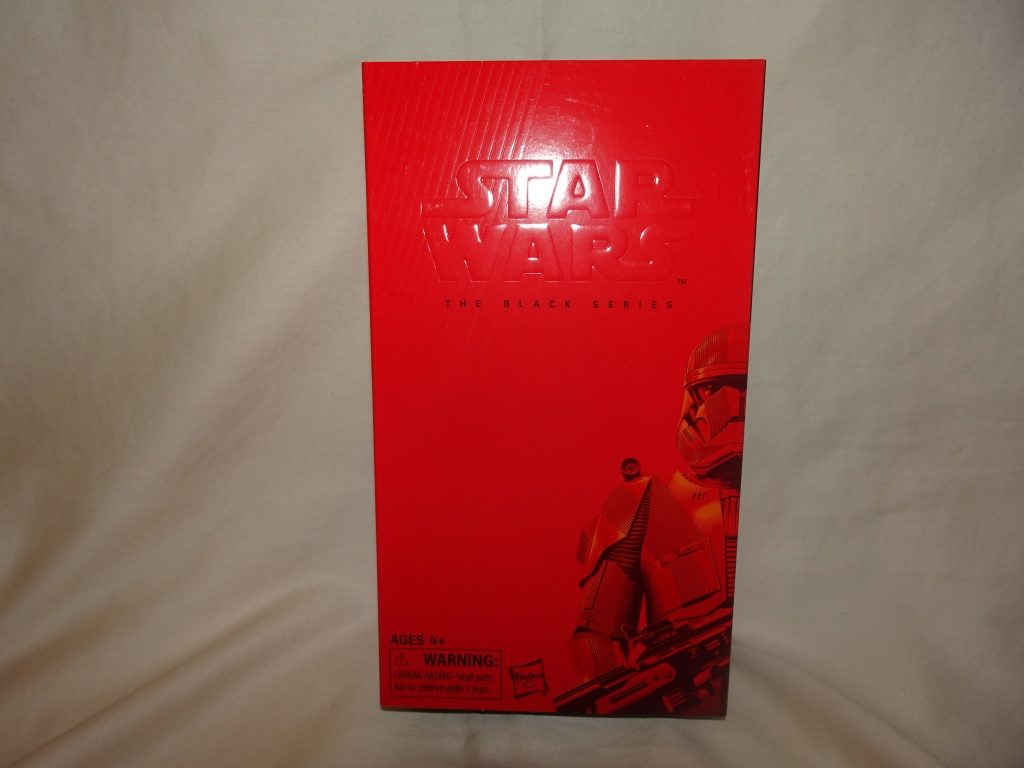 STAR
WARS
TM
THE BLACK SERIES
AGES 4+
WARNING:
CHOKING HAZARD-Small parts.
Not for children under 3 years.
Hasbro